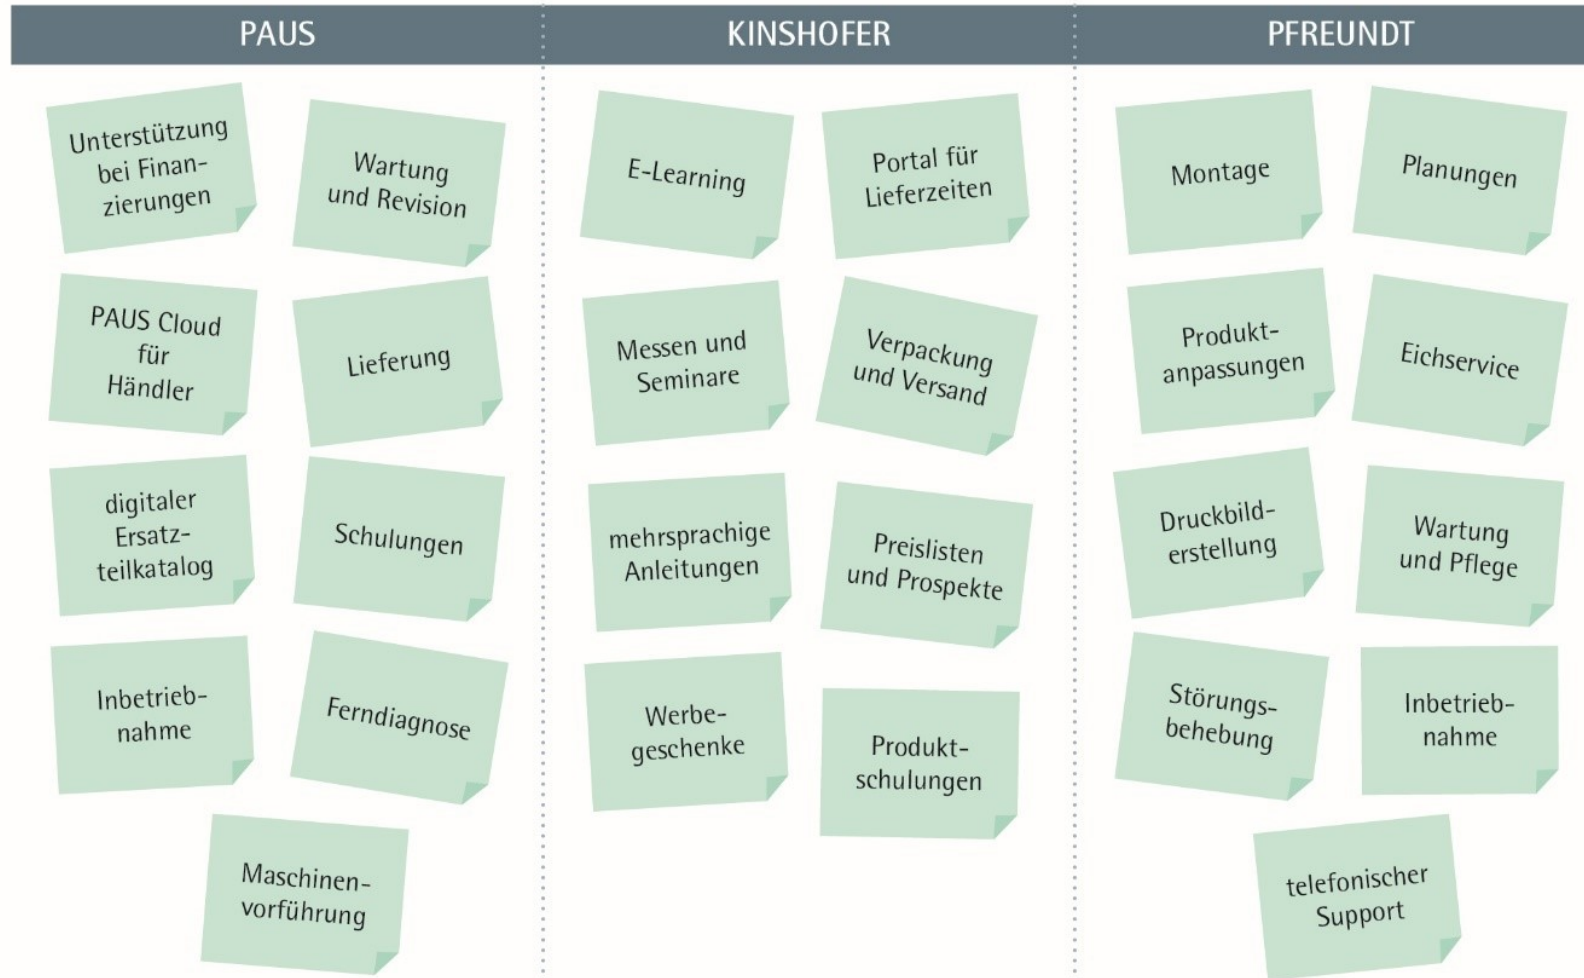 PAUS
KINSHOFER
PFREUNDT
Unterstützung
bei Finan-
zierungen
Wartung
und Revision
PAUS Cloud
für
Händler
Lieferung
digitaler
Ersatz-
teilkatalog
Schulungen
Inbetrieb-
nahme
Ferndiagnose
Maschinen-
vorführung
E-Learning
Portal für
Lieferzeiten
Messen und
Seminare
Verpackung
und Versand
mehrsprachige
Anleitungen
Preislisten
und Prospekte
Werbe-
geschenke
Produkt-
schulungen
Montage
Planungen
Produkt-
anpassungen
Eichservice
Druckbild-
erstellung
Wartung
und Pflege
Störungs-
behebung
Inbetrieb-
nahme
telefonischer
Support